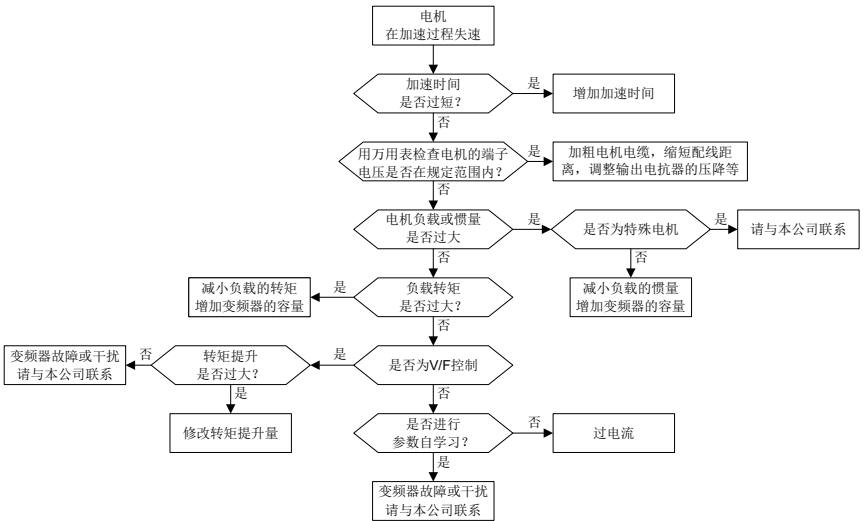 电机
在加速过程失速
加速时间
是否过短？
是
增加加速时间
否
用万用表检查电机的端子
电压是否在规定范围内？
是
加粗电机电缆，缩短配线距
离，调整输出电抗器的压降等
否
电机负载或惯量
是否过大
是
是否为特殊电机
是
请与本公司联系
否
否
减小负载的转矩
增加变频器的容量
是
负载转矩
是否过大？
减小负载的惯量
增加变频器的容量
否
变频器故障或干扰
请与本公司联系
否
转矩提升
是否过大？
是
是否为V/F控制
是
否
修改转矩提升量
是否进行
参数自学习？
否
过电流
是
变频器故障或干扰
请与本公司联系